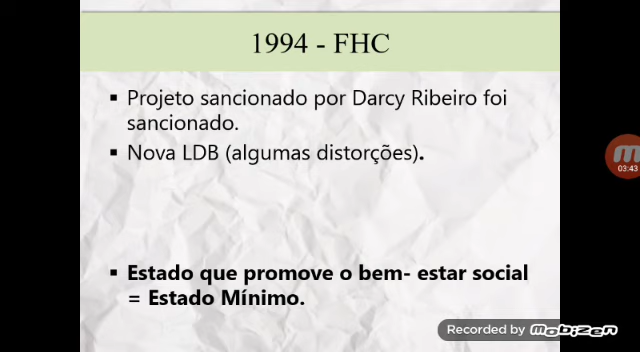 1994 - FHC
▪ Projeto sancionado por Darcy Ribeiro foi
sancionado.
▪ Nova LDB (algumas distorções).
▪ Estado que promove o bem- estar social
= Estado Mínimo.
03:43
Recorded by Mobizen